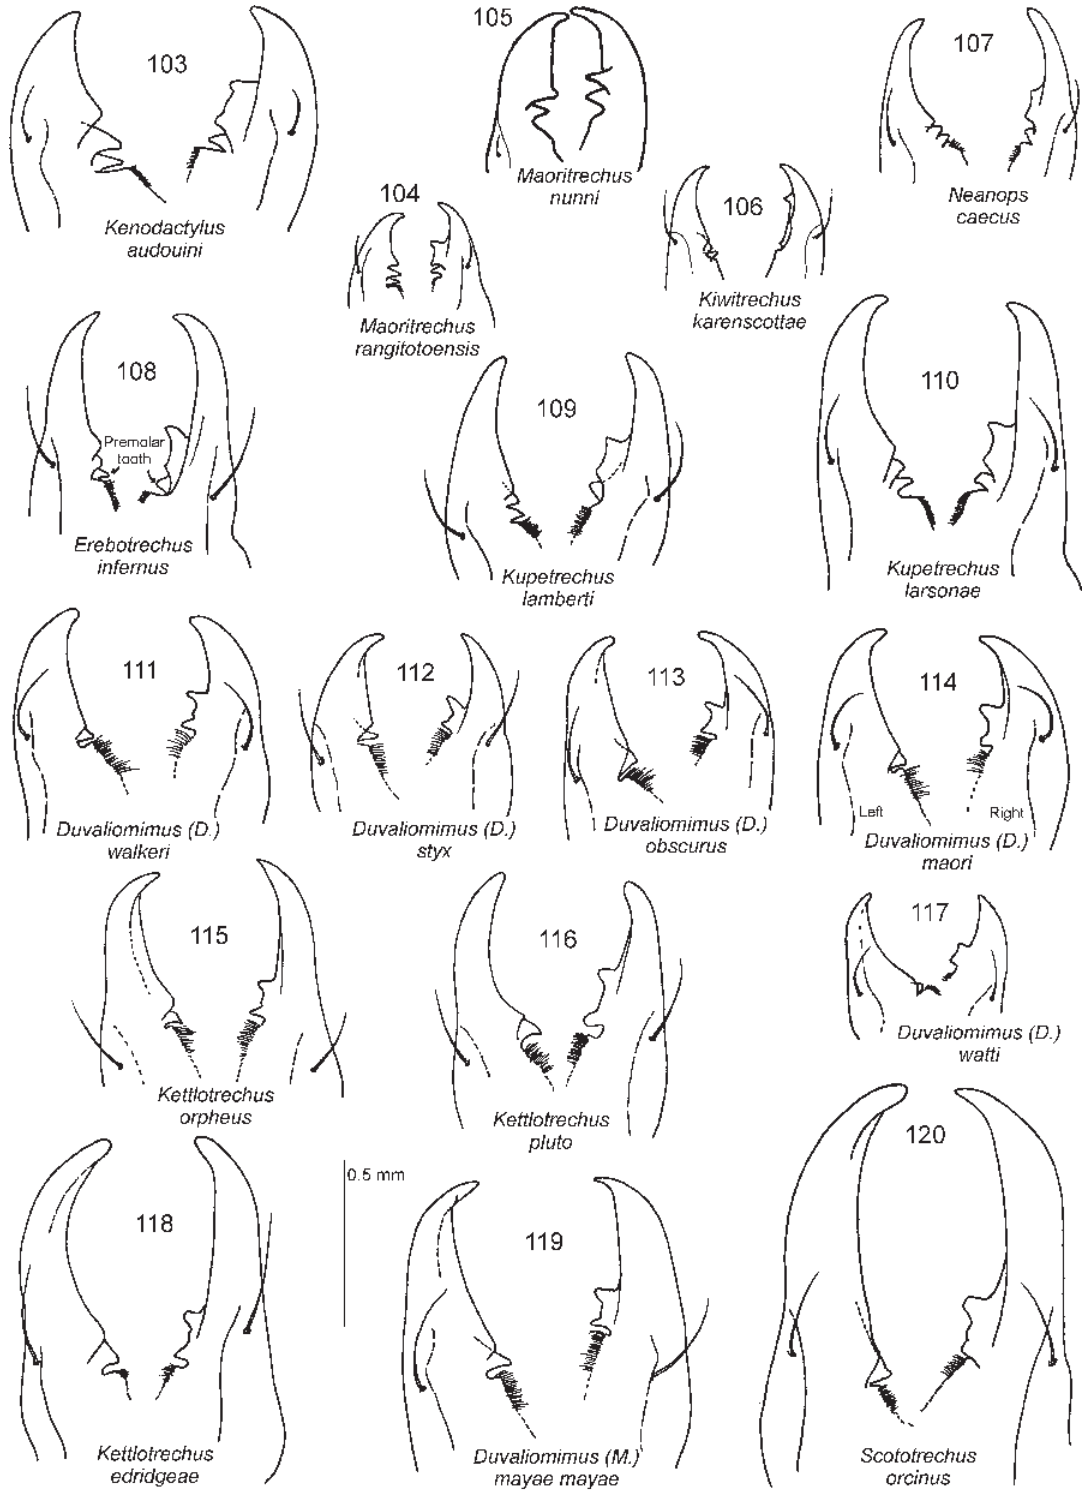 103
Kenodactylus
audouini
105
Maoritrechus
nunni
107
Neanops
caecus
104
Maoritrechus
rangitotoensis
106
Kiwitrechus
karenscottae
108
Premolar
tooth
Erebotrechus
infernus
109
Kupetrechus
lamberti
110
Kupetrechus
larsonae
111
Duvaliomimus (D.)
walkeri
112
Duvaliomimus (D.)
styx
113
Duvaliomimus (D.)
obscurus
114
Left
Right
Duvaliomimus (D.)
maori
115
Kettlotrechus
orpheus
116
Kettlotrechus
pluto
117
Duvaliomimus (D.)
watti
118
Kettlotrechus
edridgeae
0.5 mm
119
Duvaliomimus (M.)
mayae mayae
120
Scototrechus
orcinus